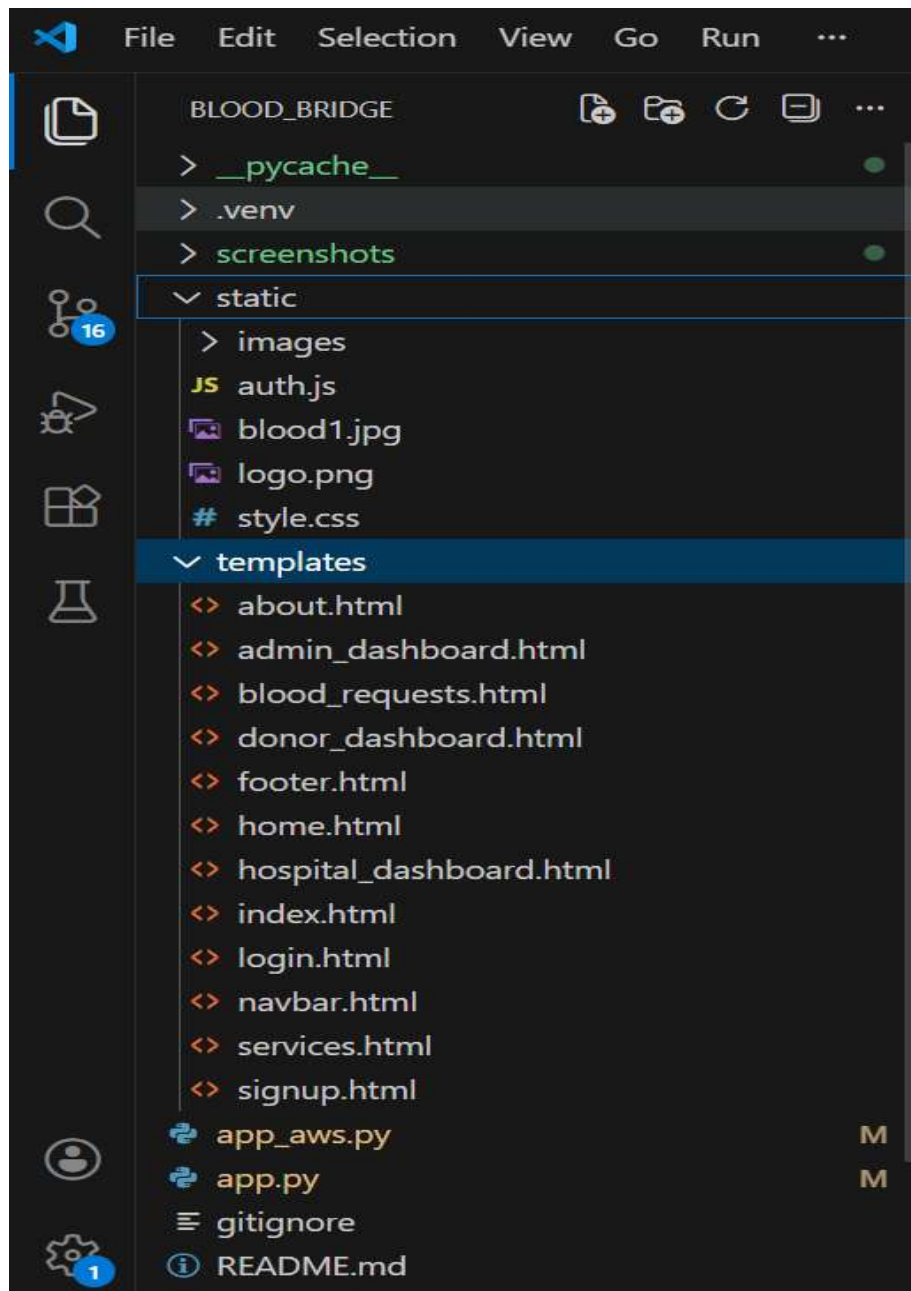 File Edit Selection View Go Run ...
BLOOD_BRIDGE
> __pycache__
> .venv
> screenshots
static
> images
JS auth.js
blood1.jpg
logo.png
# style.css
templates
<> about.html
<> admin_dashboard.html
<> blood_requests.html
<> donor_dashboard.html
<> footer.html
<> home.html
<> hospital_dashboard.html
<> index.html
<> login.html
<> navbar.html
<> services.html
<> signup.html
app_aws.py M
app.py M
gitignore
README.md
16
1